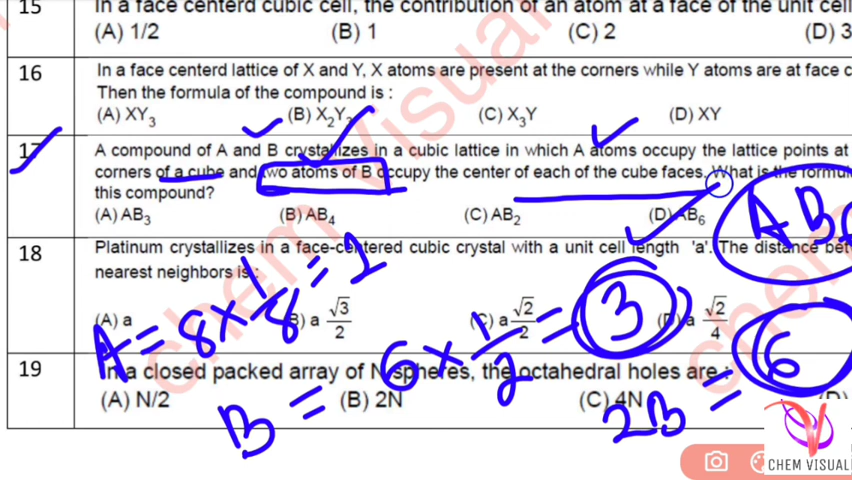 15 In a face centerd cubic cell, the contribution of an atom at a face of the unit cell
(A) 1/2 (B) 1 (C) 2 (D) 3
16 In a face centerd lattice of X and Y, X atoms are present at the corners while Y atoms are at face c
Then the formula of the compound is :
(A) XY₃ (B) X₂Y (C) X₃Y (D) XY
17 A compound of A and B crystallizes in a cubic lattice in which A atoms occupy the lattice points at
corners of a cube and two atoms of B occupy the center of each of the cube faces. What is the formul
this compound?
(A) AB₃ (B) AB₄ (C) AB₂ (D) AB₆
AB
18 Platinum crystallizes in a face-centered cubic crystal with a unit cell length 'a'. The distance bet
nearest neighbors is :
(A) a (B) a √3/2 (C) a √2/2 (D) a √2/4
A = 8 × 1/8 = 1
B = 6 × 1/2 = 3
2B = 6
19 In a closed packed array of N spheres, the octahedral holes are :
(A) N/2 (B) 2N (C) 4N (D)
chem Visual
chem
CHEM VISUAL